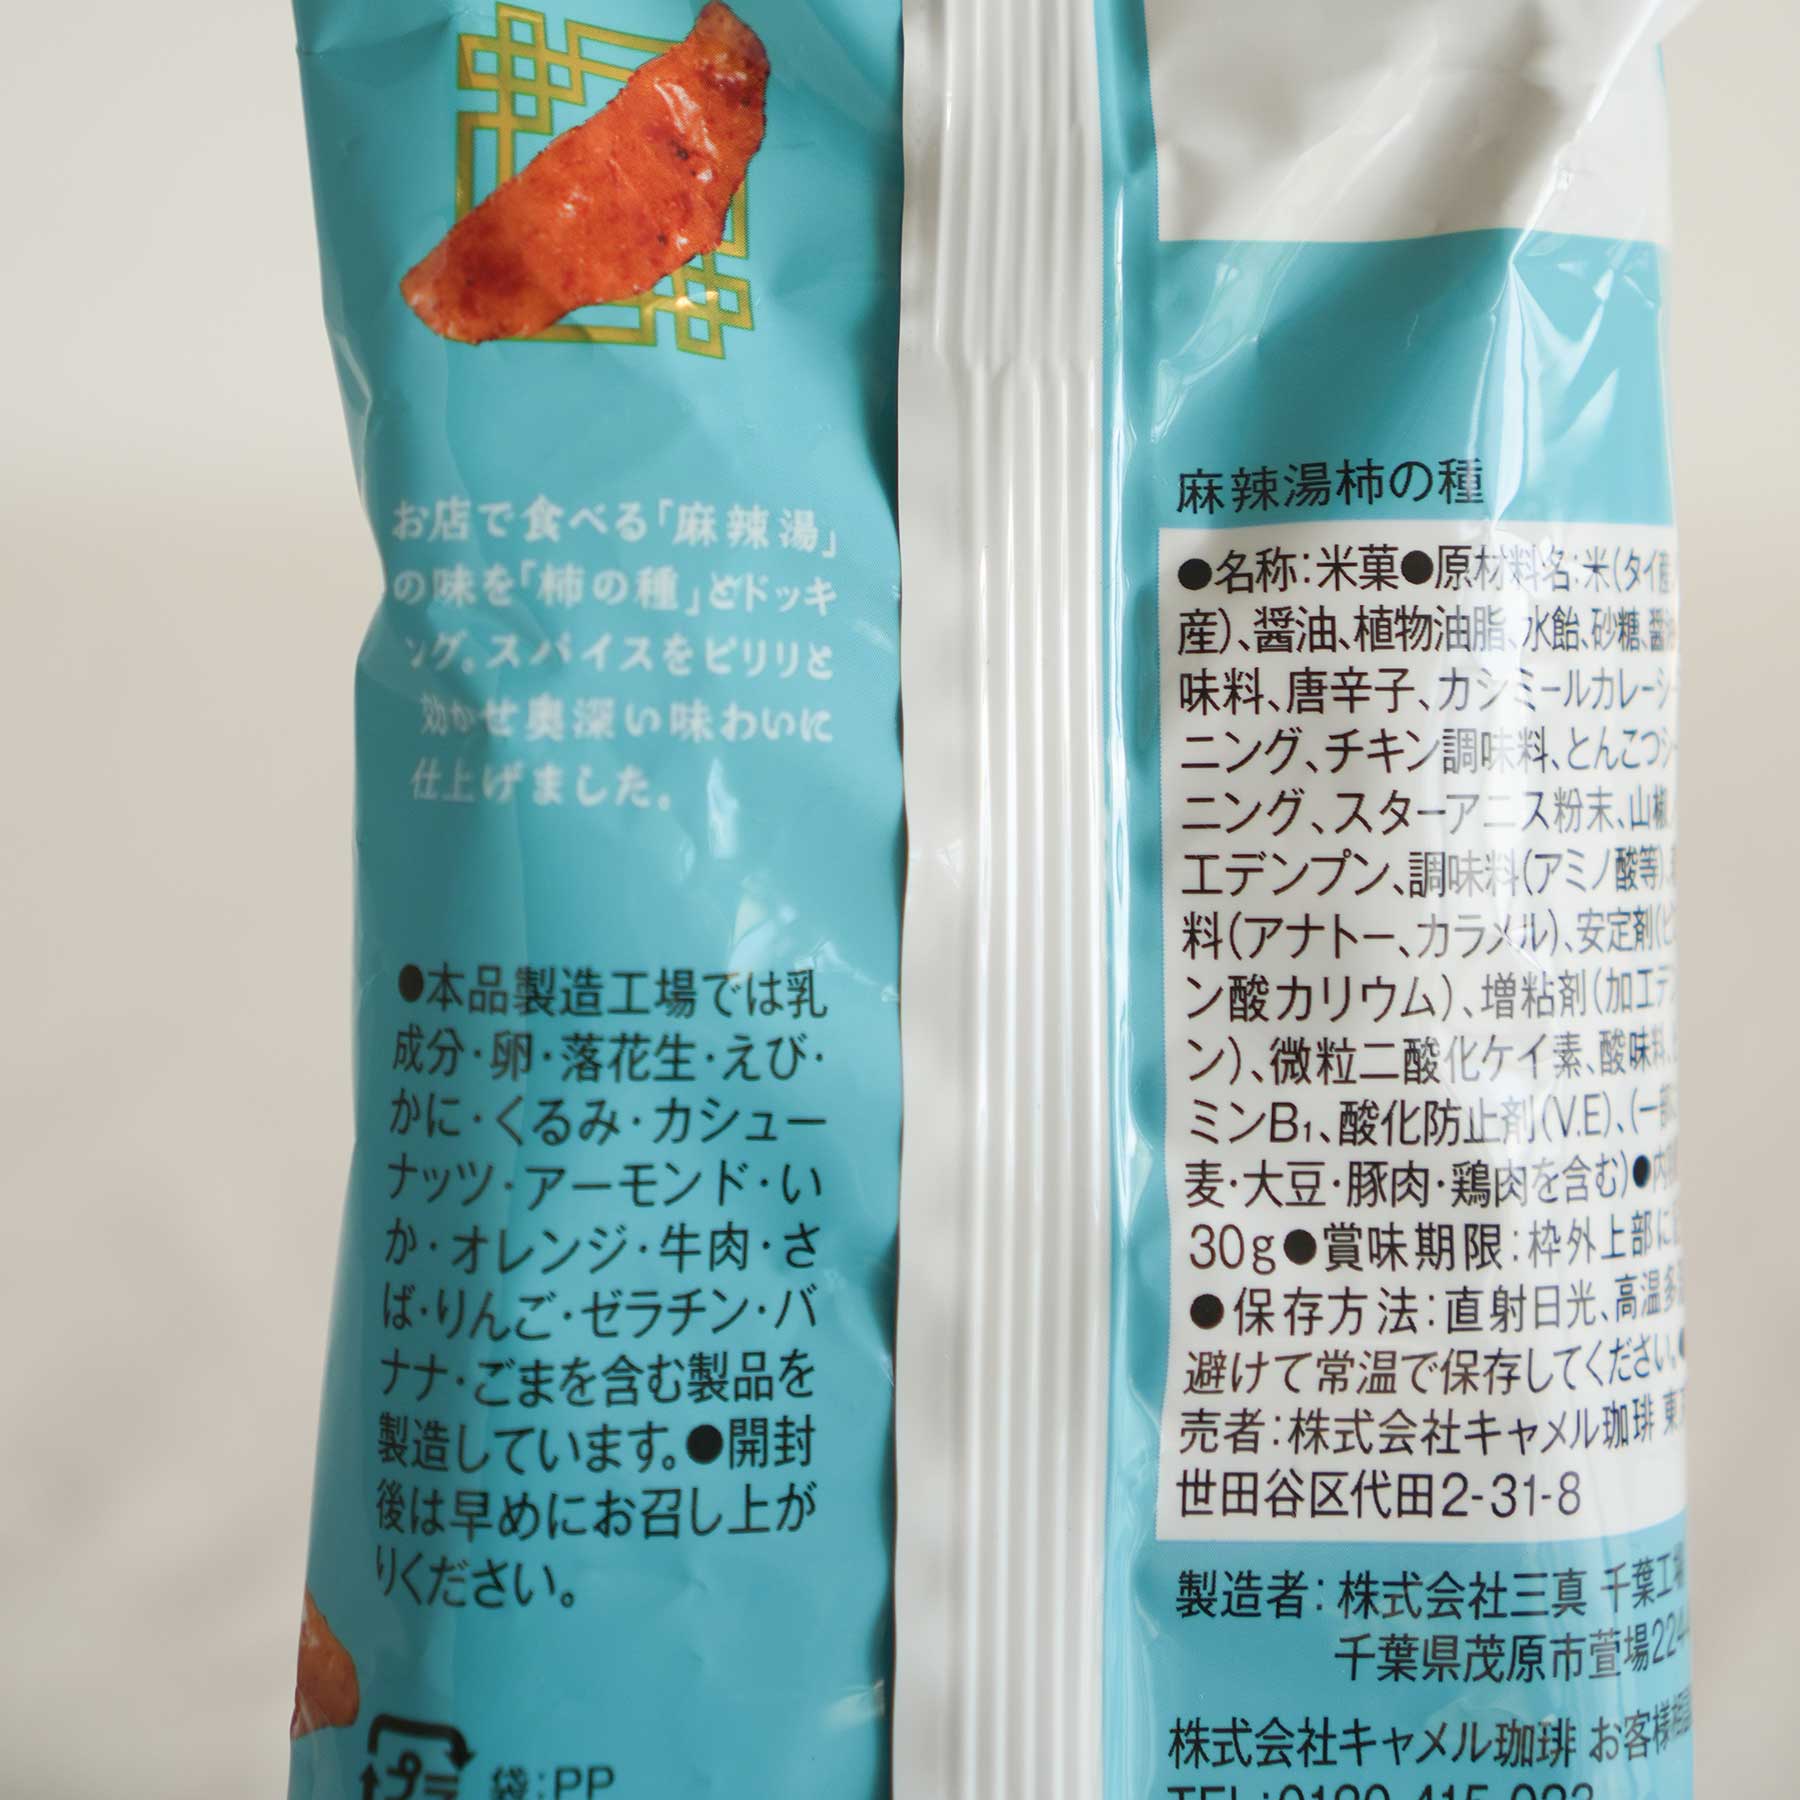 お店で食べる「麻辣湯」
の味を「柿の種」とドッキ
ング。スパイスをピリリと
効かせ奥深い味わいに
仕上げました。
●本品製造工場では乳
成分・卵・落花生・えび・
かに・くるみ・カシュー
ナッツ・アーモンド・い
か・オレンジ・牛肉・さ
ば・りんご・ゼラチン・バ
ナナ・ごまを含む製品を
製造しています。●開封
後は早めにお召し上が
りください。
プラ
袋:PP
麻辣湯柿の種
●名称:米菓●原材料名:米(タイ産
産)、醤油、植物油脂、水飴、砂糖、醤油
味料、唐辛子、カシミールカレーシー
ニング、チキン調味料、とんこつシー
ニング、スターアニス粉末、山椒、
エデンプン、調味料(アミノ酸等)、
料(アナトー、カラメル)、安定剤(
ン酸カリウム)、増粘剤(加工デン
ン)、微粒二酸化ケイ素、酸味料、
ミンB1、酸化防止剤(V.E)、(一部
麦・大豆・豚肉・鶏肉を含む)●内
30g●賞味期限:枠外上部に
●保存方法:直射日光、高温多
避けて常温で保存してください。●
売者:株式会社キャメル珈琲 東
世田谷区代田2-31-8
製造者:株式会社三真 千葉工場
千葉県茂原市萱場224
株式会社キャメル珈琲 お客様相
TEL:0120-415-023